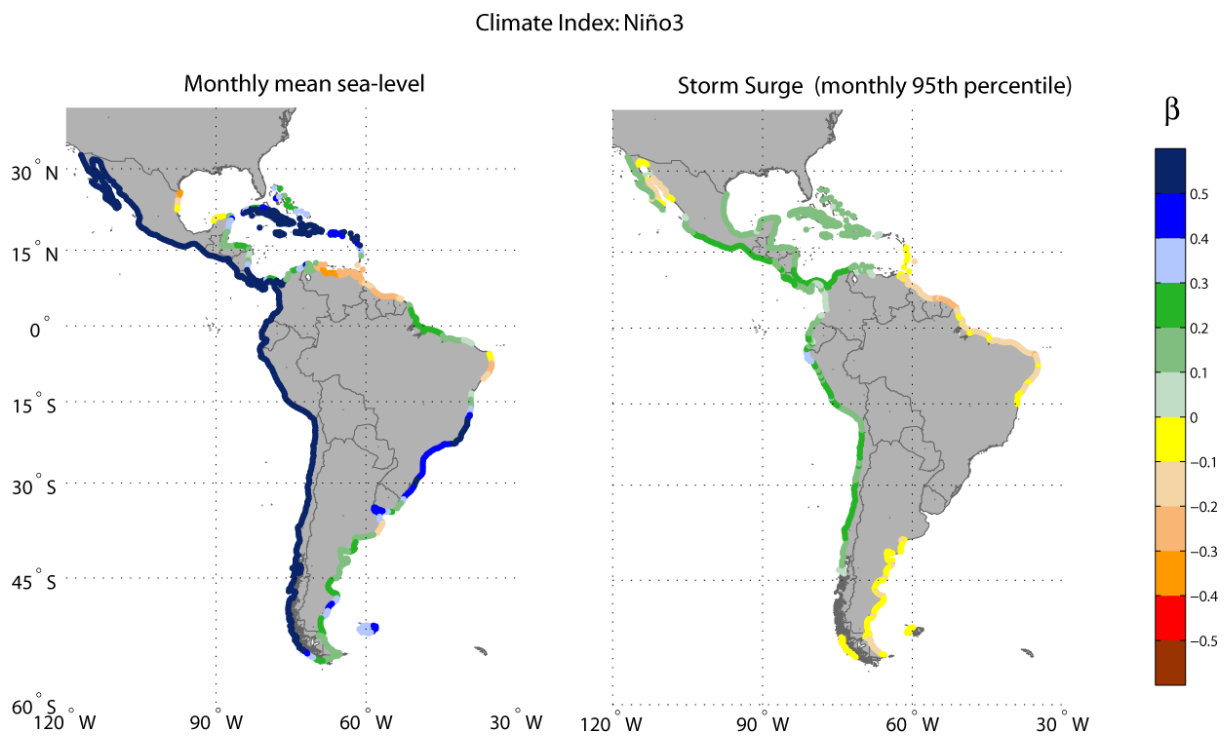 Climate Index: Niño3
Monthly mean sea-level
Storm Surge (monthly 95th percentile)
β
30° N
15° N
0°
15° S
30° S
45° S
60° S
120° W
90° W
60° W
30° W
120° W
90° W
60° W
30° W
0.5
0.4
0.3
0.2
0.1
0
−0.1
−0.2
−0.3
−0.4
−0.5